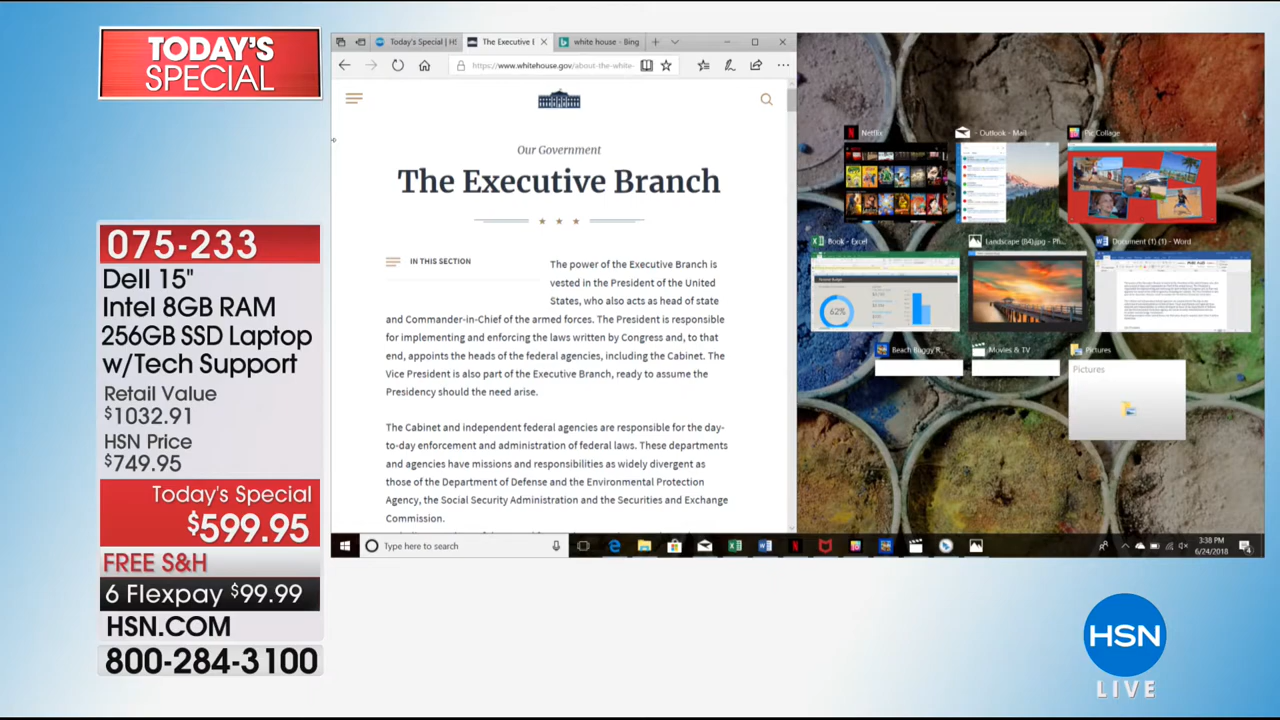 TODAY'S
SPECIAL
075-233
Dell 15"
Intel 8GB RAM
256GB SSD Laptop
w/Tech Support
Retail Value
$1032.91
HSN Price
$749.95
Today's Special
$599.95
FREE S&H
6 Flexpay $99.99
HSN.COM
800-284-3100
Today's Special | HS
The Executive B
white house - Bing
https://www.whitehouse.gov/about-the-white-
Our Government
The Executive Branch
IN THIS SECTION
The power of the Executive Branch is
vested in the President of the United
States, who also acts as head of state
and Commander-in-Chief of the armed forces. The President is responsible
for implementing and enforcing the laws written by Congress and, to that
end, appoints the heads of the federal agencies, including the Cabinet. The
Vice President is also part of the Executive Branch, ready to assume the
Presidency should the need arise.
The Cabinet and independent federal agencies are responsible for the day-
to-day enforcement and administration of federal laws. These departments
and agencies have missions and responsibilities as widely divergent as
those of the Department of Defense and the Environmental Protection
Agency, the Social Security Administration and the Securities and Exchange
Commission.
Netflix
- Outlook - Mail
Pic Collage
Book - Excel
Landscape (64).jpg - Ph...
Document (1) (1) - Word
62%
Beach Buggy R...
Movies & TV
Pictures
Pictures
Type here to search
3:38 PM
6/24/2018
4
HSN
LIVE